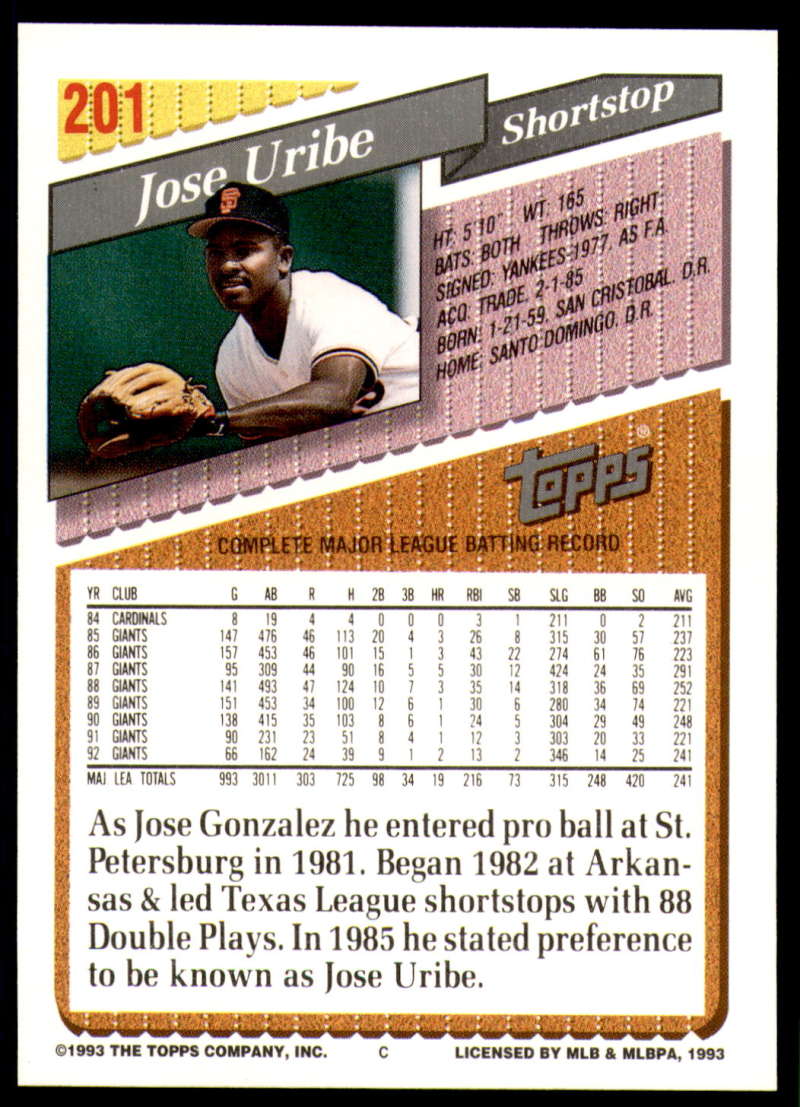 201
Jose Uribe
Shortstop
HT: 5'10" WT: 165
BATS: BOTH THROWS: RIGHT
SIGNED: YANKEES-1977, AS F.A.
ACQ: TRADE, 2-1-85
BORN: 1-21-59, SAN CRISTOBAL, D.R.
HOME: SANTO DOMINGO, D.R.
TOPPS®
COMPLETE MAJOR LEAGUE BATTING RECORD
YR CLUB G AB R H 2B 3B HR RBI SB SLG BB SO AVG
84 CARDINALS 8 19 4 4 0 0 0 3 1 211 0 2 211
85 GIANTS 147 476 46 113 20 4 3 26 8 315 30 57 237
86 GIANTS 157 453 46 101 15 1 3 43 22 274 61 76 223
87 GIANTS 95 309 44 90 16 5 5 30 12 424 24 35 291
88 GIANTS 141 493 47 124 10 7 3 35 14 318 36 69 252
89 GIANTS 151 453 34 100 12 6 1 30 6 280 34 74 221
90 GIANTS 138 415 35 103 8 6 1 24 5 304 29 49 248
91 GIANTS 90 231 23 51 8 4 1 12 3 303 20 33 221
92 GIANTS 66 162 24 39 9 1 2 13 2 346 14 25 241
MAJ LEA TOTALS 993 3011 303 725 98 34 19 216 73 315 248 420 241
As Jose Gonzalez he entered pro ball at St.
Petersburg in 1981. Began 1982 at Arkan-
sas & led Texas League shortstops with 88
Double Plays. In 1985 he stated preference
to be known as Jose Uribe.
©1993 THE TOPPS COMPANY, INC. C LICENSED BY MLB & MLBPA, 1993